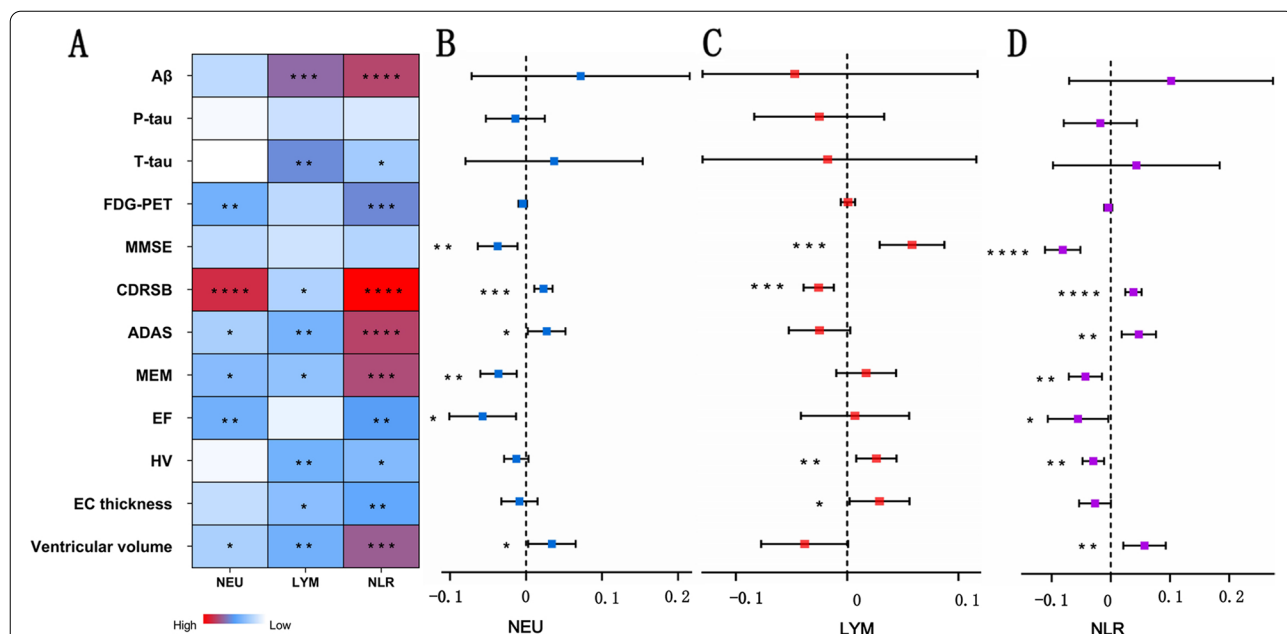 A B C D
Aβ *** ****
P-tau
T-tau ** *
FDG-PET ** ***
MMSE ** *** ****
CDRSB **** * **** *** *** ****
ADAS * ** **** * **
MEM * * *** ** **
EF ** ** * *
HV ** * ** **
EC thickness * ** *
Ventricular volume * ** *** * **
NEU LYM NLR
High Low
-0.1 0 0.1 0.2
NEU
-0.1 0 0.1
LYM
-0.1 0 0.1 0.2
NLR